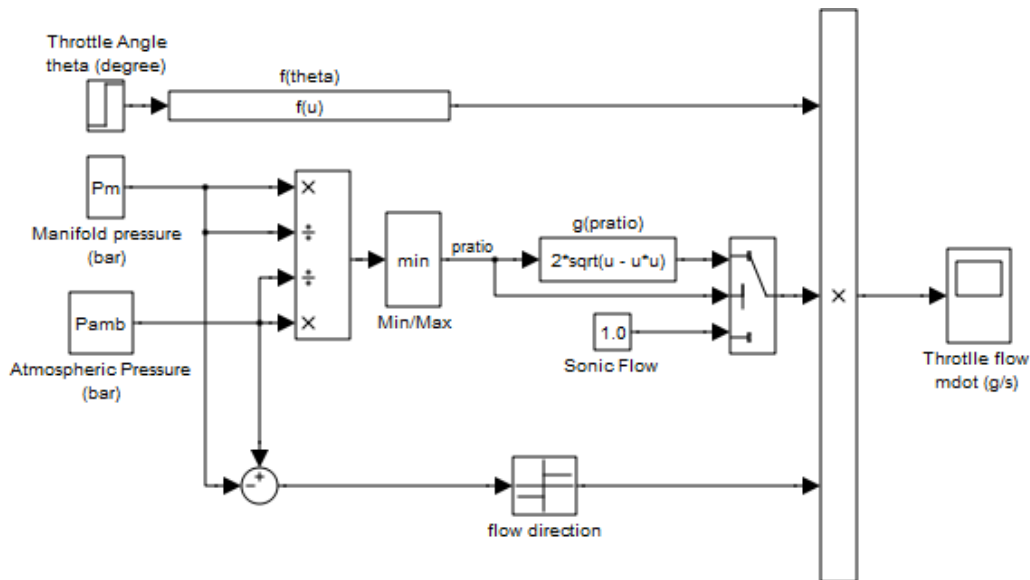 Throttle Angle
theta (degree)
f(theta)
f(u)
Pm
Manifold pressure
(bar)
×
÷
÷
×
min
Min/Max
pratio
g(pratio)
2*sqrt(u - u*u)
1.0
Sonic Flow
×
Throtlle flow
mdot (g/s)
Pamb
Atmospheric Pressure
(bar)
+
−
flow direction